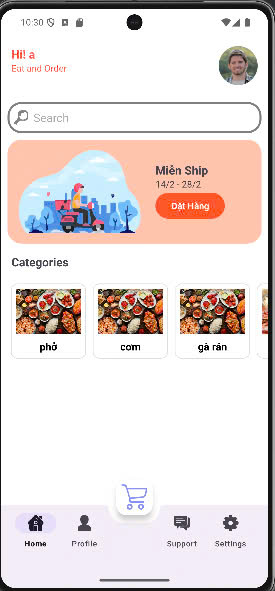 10:30
Hi! a
Eat and Order
Search
Miễn Ship
14/2 - 28/2
Đặt Hàng
Categories
phở
cơm
gà rán
Home
Profile
Support
Settings